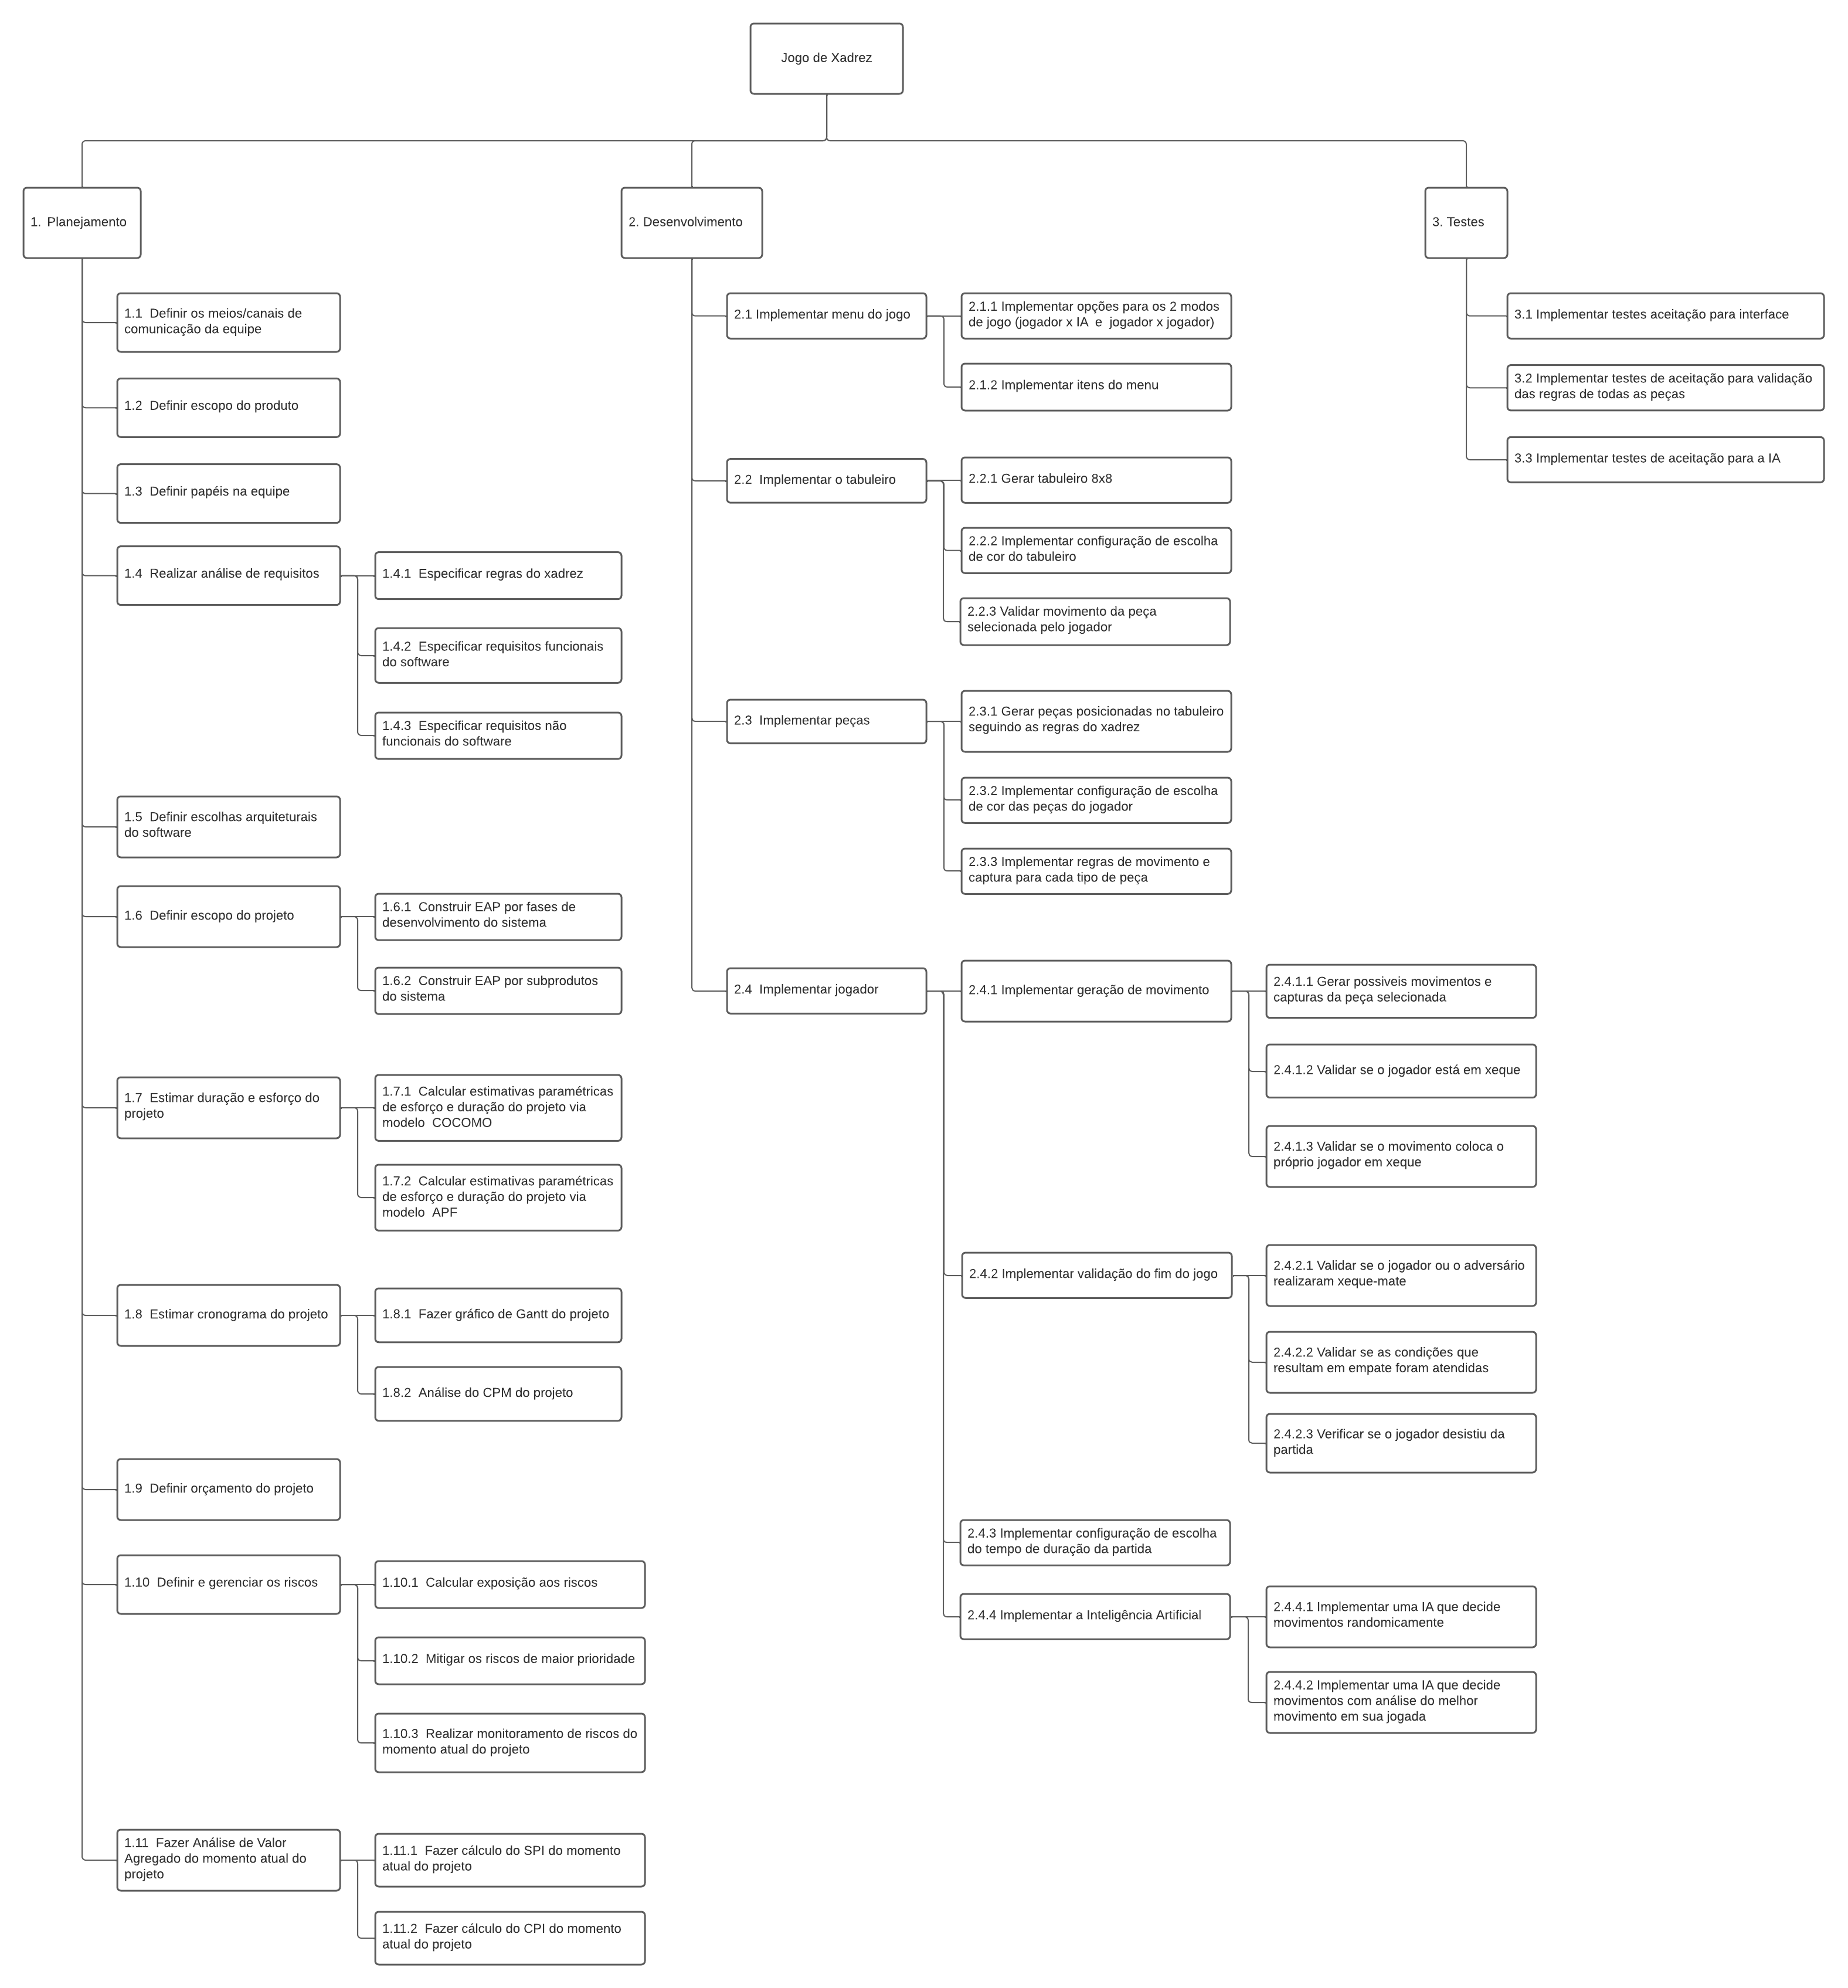 Jogo de Xadrez
1. Planejamento
1.1 Definir os meios/canais de
comunicação da equipe
1.2 Definir escopo do produto
1.3 Definir papéis na equipe
1.4 Realizar análise de requisitos
1.4.1 Especificar regras do xadrez
1.4.2 Especificar requisitos funcionais
do software
1.4.3 Especificar requisitos não
funcionais do software
1.5 Definir escolhas arquiteturais
do software
1.6 Definir escopo do projeto
1.6.1 Construir EAP por fases de
desenvolvimento do sistema
1.6.2 Construir EAP por subprodutos
do sistema
1.7 Estimar duração e esforço do
projeto
1.7.1 Calcular estimativas paramétricas
de esforço e duração do projeto via
modelo COCOMO
1.7.2 Calcular estimativas paramétricas
de esforço e duração do projeto via
modelo APF
1.8 Estimar cronograma do projeto
1.8.1 Fazer gráfico de Gantt do projeto
1.8.2 Análise do CPM do projeto
1.9 Definir orçamento do projeto
1.10 Definir e gerenciar os riscos
1.10.1 Calcular exposição aos riscos
1.10.2 Mitigar os riscos de maior prioridade
1.10.3 Realizar monitoramento de riscos do
momento atual do projeto
1.11 Fazer Análise de Valor
Agregado do momento atual do
projeto
1.11.1 Fazer cálculo do SPI do momento
atual do projeto
1.11.2 Fazer cálculo do CPI do momento
atual do projeto
2. Desenvolvimento
2.1 Implementar menu do jogo
2.1.1 Implementar opções para os 2 modos
de jogo (jogador x IA e jogador x jogador)
2.1.2 Implementar itens do menu
2.2 Implementar o tabuleiro
2.2.1 Gerar tabuleiro 8x8
2.2.2 Implementar configuração de escolha
de cor do tabuleiro
2.2.3 Validar movimento da peça
selecionada pelo jogador
2.3 Implementar peças
2.3.1 Gerar peças posicionadas no tabuleiro
seguindo as regras do xadrez
2.3.2 Implementar configuração de escolha
de cor das peças do jogador
2.3.3 Implementar regras de movimento e
captura para cada tipo de peça
2.4 Implementar jogador
2.4.1 Implementar geração de movimento
2.4.1.1 Gerar possiveis movimentos e
capturas da peça selecionada
2.4.1.2 Validar se o jogador está em xeque
2.4.1.3 Validar se o movimento coloca o
próprio jogador em xeque
2.4.2 Implementar validação do fim do jogo
2.4.2.1 Validar se o jogador ou o adversário
realizaram xeque-mate
2.4.2.2 Validar se as condições que
resultam em empate foram atendidas
2.4.2.3 Verificar se o jogador desistiu da
partida
2.4.3 Implementar configuração de escolha
do tempo de duração da partida
2.4.4 Implementar a Inteligência Artificial
2.4.4.1 Implementar uma IA que decide
movimentos randomicamente
2.4.4.2 Implementar uma IA que decide
movimentos com análise do melhor
movimento em sua jogada
3. Testes
3.1 Implementar testes aceitação para interface
3.2 Implementar testes de aceitação para validação
das regras de todas as peças
3.3 Implementar testes de aceitação para a IA